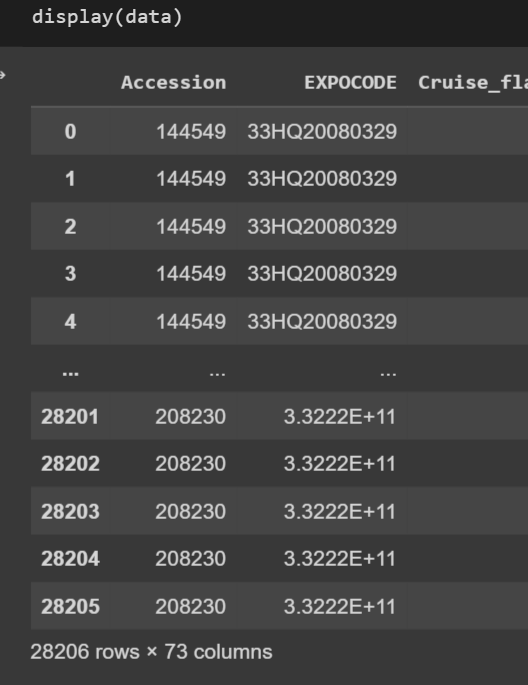 display(data)
Accession EXPOCODE Cruise_fla
0 144549 33HQ20080329
1 144549 33HQ20080329
2 144549 33HQ20080329
3 144549 33HQ20080329
4 144549 33HQ20080329
... ... ...
28201 208230 3.3222E+11
28202 208230 3.3222E+11
28203 208230 3.3222E+11
28204 208230 3.3222E+11
28205 208230 3.3222E+11
28206 rows × 73 columns